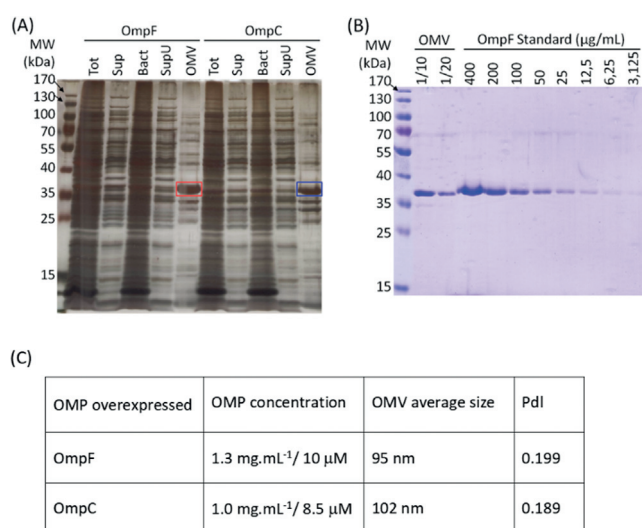 (A)
OmpF OmpC
MW
(kDa)
Tot Sup Bact SupU OMV Tot Sup Bact SupU OMV
170
130
100
70
55
40
35
25
15
(B)
OMV OmpF Standard (µg/mL)
MW
(kDa)
1/10 1/20 400 200 100 50 25 12,5 6,25 3,125
170
130
100
70
55
40
35
25
15
(C)
OMP overexpressed OMP concentration OMV average size PdI
OmpF 1.3 mg.mL⁻¹/ 10 µM 95 nm 0.199
OmpC 1.0 mg.mL⁻¹/ 8.5 µM 102 nm 0.189